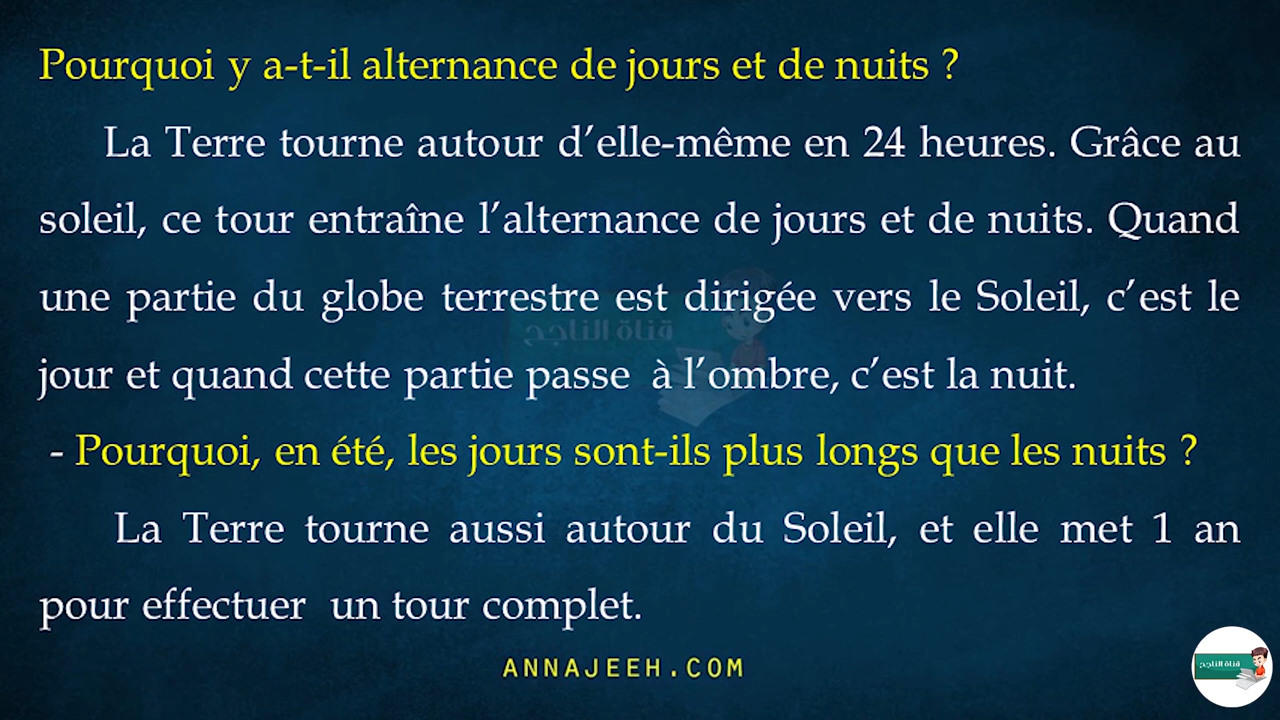 Pourquoi y a-t-il alternance de jours et de nuits ?
La Terre tourne autour d’elle-même en 24 heures. Grâce au
soleil, ce tour entraîne l’alternance de jours et de nuits. Quand
une partie du globe terrestre est dirigée vers le Soleil, c’est le
قناة الناجح
jour et quand cette partie passe  à l’ombre, c’est la nuit.
- Pourquoi, en été, les jours sont-ils plus longs que les nuits ?
La Terre tourne aussi autour du Soleil, et elle met 1 an
pour effectuer  un tour complet.
ANNAJEEH.COM
قناة الناجح